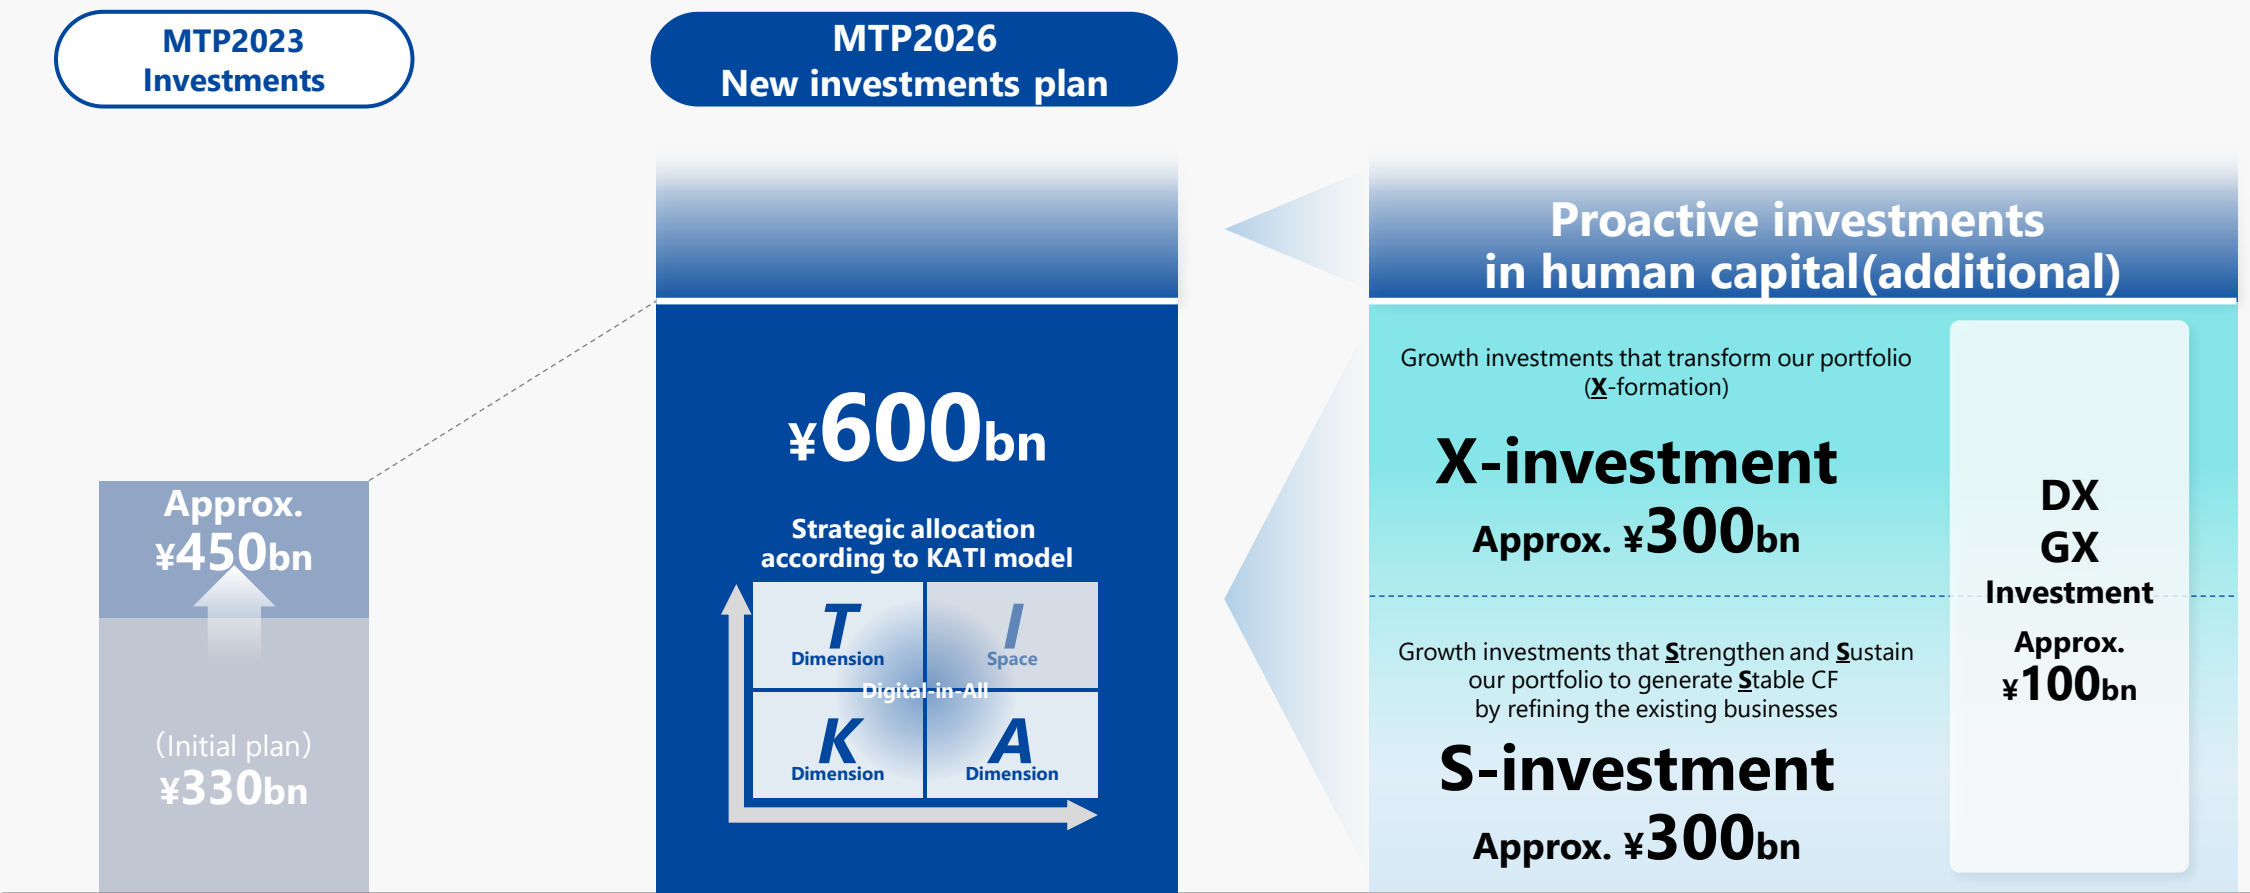 MTP2023
Investments
MTP2026
New investments plan
Approx.
¥450bn
(Initial plan)
¥330bn
¥600bn
Strategic allocation
according to KATI model
T
Dimension
I
Space
Digital-in-All
K
Dimension
A
Dimension
Proactive investments
in human capital(additional)
Growth investments that transform our portfolio
(X-formation)
X-investment
Approx. ¥300bn
Growth investments that Strengthen and Sustain
our portfolio to generate Stable CF
by refining the existing businesses
S-investment
Approx. ¥300bn
DX
GX
Investment
Approx.
¥100bn